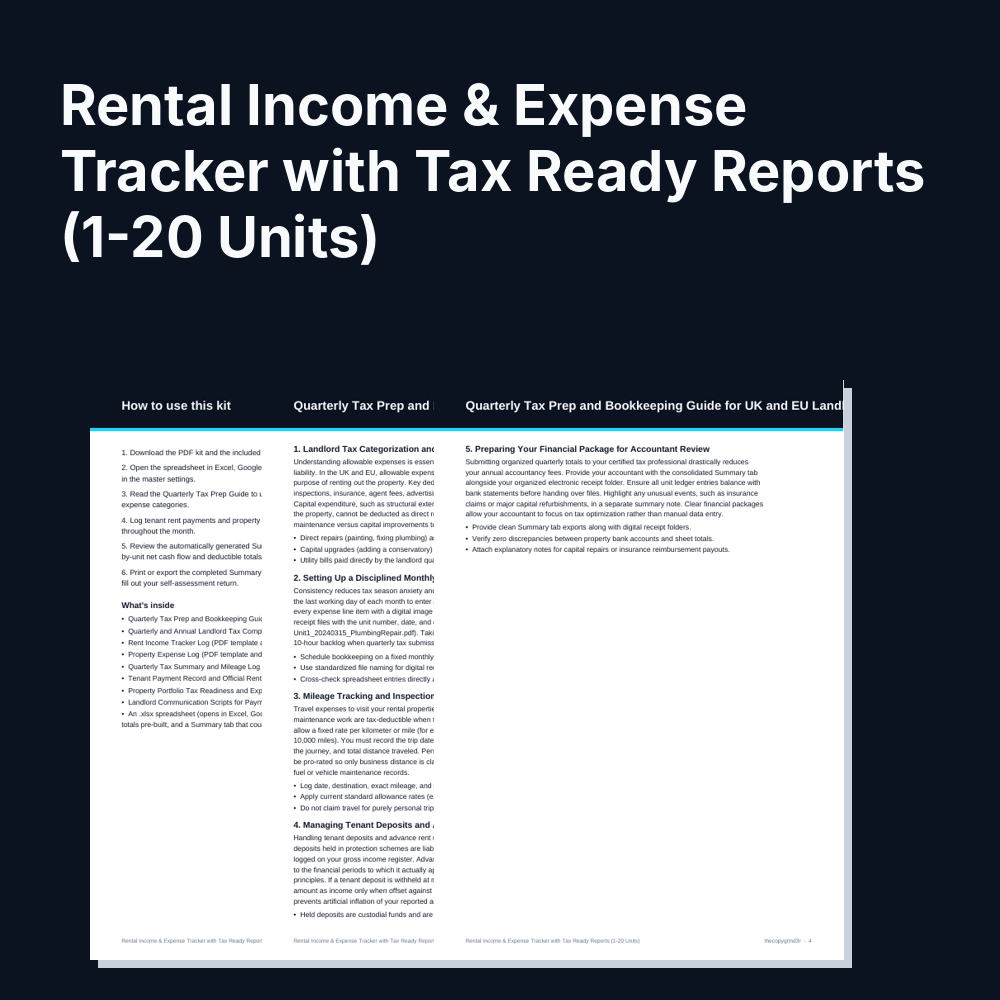 Rental Income & Expense
Tracker with Tax Ready Reports
(1-20 Units)
How to use this kit
1. Download the PDF kit and the included
2. Open the spreadsheet in Excel, Google
in the master settings.
3. Read the Quarterly Tax Prep Guide to
expense categories.
4. Log tenant rent payments and property
throughout the month.
5. Review the automatically generated
by-unit net cash flow and deductible totals
6. Print or export the completed Summary
fill out your self-assessment return.
What's inside
• Quarterly Tax Prep and Bookkeeping
• Quarterly and Annual Landlord Tax
• Rent Income Tracker Log (PDF template
• Property Expense Log (PDF template and
• Quarterly Tax Summary and Mileage Log
• Tenant Payment Record and Official Rent
• Property Portfolio Tax Readiness and
• Landlord Communication Scripts for
• An .xlsx spreadsheet (opens in Excel,
totals pre-built, and a Summary tab that
Rental Income & Expense Tracker with Tax Ready
Quarterly Tax Prep and
1. Landlord Tax Categorization and
Understanding allowable expenses is
liability. In the UK and EU, allowable
purpose of renting out the property. Key
inspections, insurance, agent fees,
Capital expenditure, such as structural
the property, cannot be deducted as direct
maintenance versus capital improvements
• Direct repairs (painting, fixing plumbing)
• Capital upgrades (adding a conservatory)
• Utility bills paid directly by the landlord
2. Setting Up a Disciplined Monthly
Consistency reduces tax season anxiety and
the last working day of each month to enter
every expense line item with a digital image
receipt files with the unit number, date, and
Unit1_20240315_PlumbingRepair.pdf).
10-hour backlog when quarterly tax
• Schedule bookkeeping on a fixed monthly
• Use standardized file naming for digital
• Cross-check spreadsheet entries directly
3. Mileage Tracking and Inspection
Travel expenses to visit your rental
maintenance work are tax-deductible when
allow a fixed rate per kilometer or mile (for
10,000 miles). You must record the trip date
the journey, and total distance traveled.
be pro-rated so only business distance is
fuel or vehicle maintenance records.
• Log date, destination, exact mileage, and
• Apply current standard allowance rates
• Do not claim travel for purely personal
4. Managing Tenant Deposits and
Handling tenant deposits and advance rent
deposits held in protection schemes are
logged on your gross income register.
to the financial periods to which it actually
principles. If a tenant deposit is withheld at
amount as income only when offset against
prevents artificial inflation of your reported
• Held deposits are custodial funds and are
Rental Income & Expense Tracker with Tax Ready
Quarterly Tax Prep and Bookkeeping Guide for UK and EU
5. Preparing Your Financial Package for Accountant Review
Submitting organized quarterly totals to your certified tax professional drastically reduces
your annual accountancy fees. Provide your accountant with the consolidated Summary tab
alongside your organized electronic receipt folder. Ensure all unit ledger entries balance with
bank statements before handing over files. Highlight any unusual events, such as insurance
claims or major capital refurbishments, in a separate summary note. Clear financial packages
allow your accountant to focus on tax optimization rather than manual data entry.
• Provide clean Summary tab exports along with digital receipt folders.
• Verify zero discrepancies between property bank accounts and sheet totals.
• Attach explanatory notes for capital repairs or insurance reimbursement payouts.
Rental Income & Expense Tracker with Tax Ready Reports (1-20 Units)